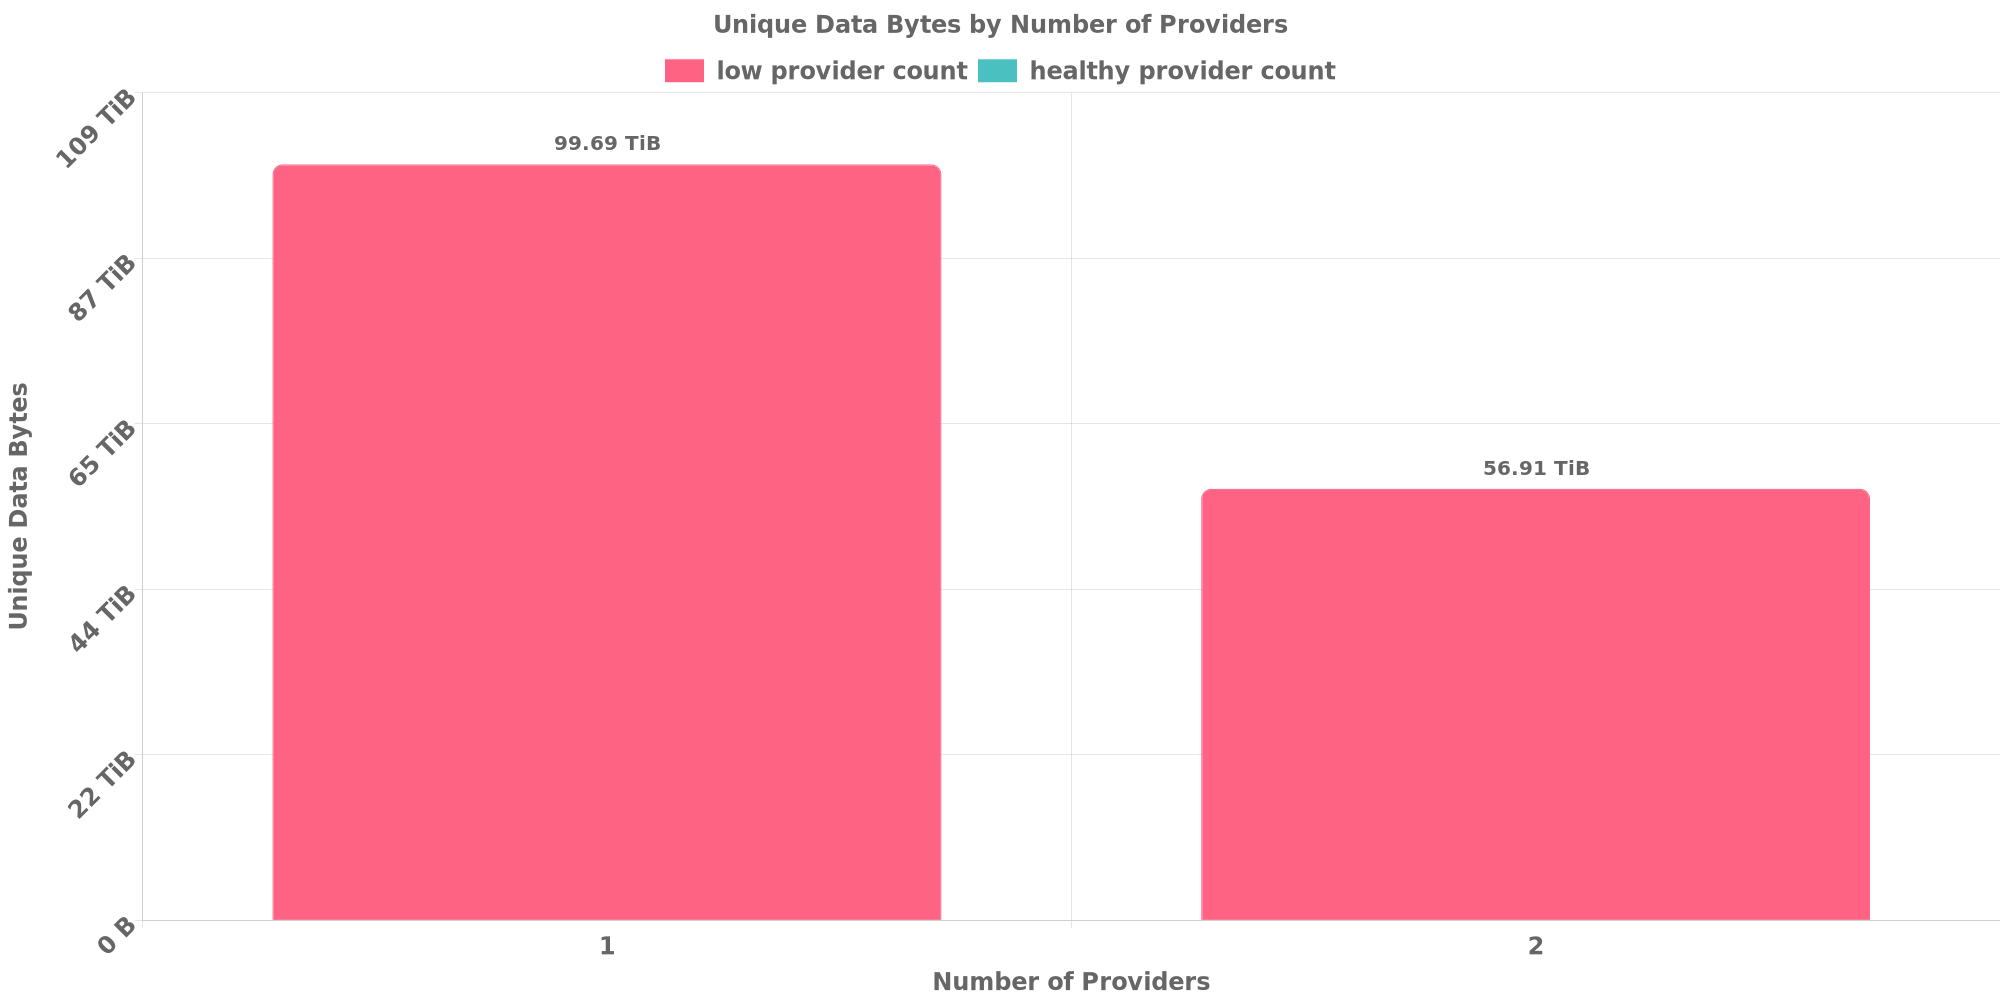 Unique Data Bytes by Number of Providers
low provider count healthy provider count
109 TiB
99.69 TiB
87 TiB
65 TiB
56.91 TiB
44 TiB
22 TiB
0 B
Unique Data Bytes
1 2
Number of Providers